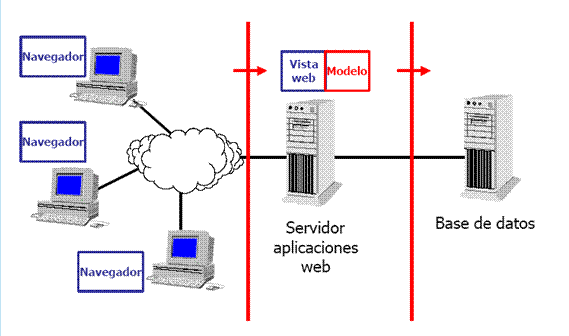 Navegador
Vista
web
Modelo
Navegador
Navegador
Servidor
aplicaciones
web
Base de datos